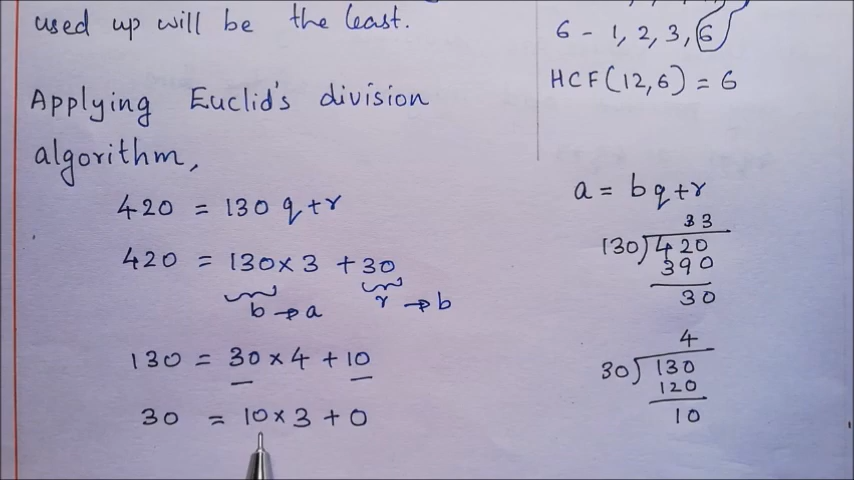 used up will be the least.
Applying Euclid's division
algorithm,
420 = 130 q + r
420 = 130 × 3 + 30
b → a r → b
130 = 30 × 4 + 10
30 = 10 × 3 + 0
6 - 1, 2, 3, 6
HCF(12,6) = 6
a = bq + r
33
130) 420
390
30
4
30) 130
120
10